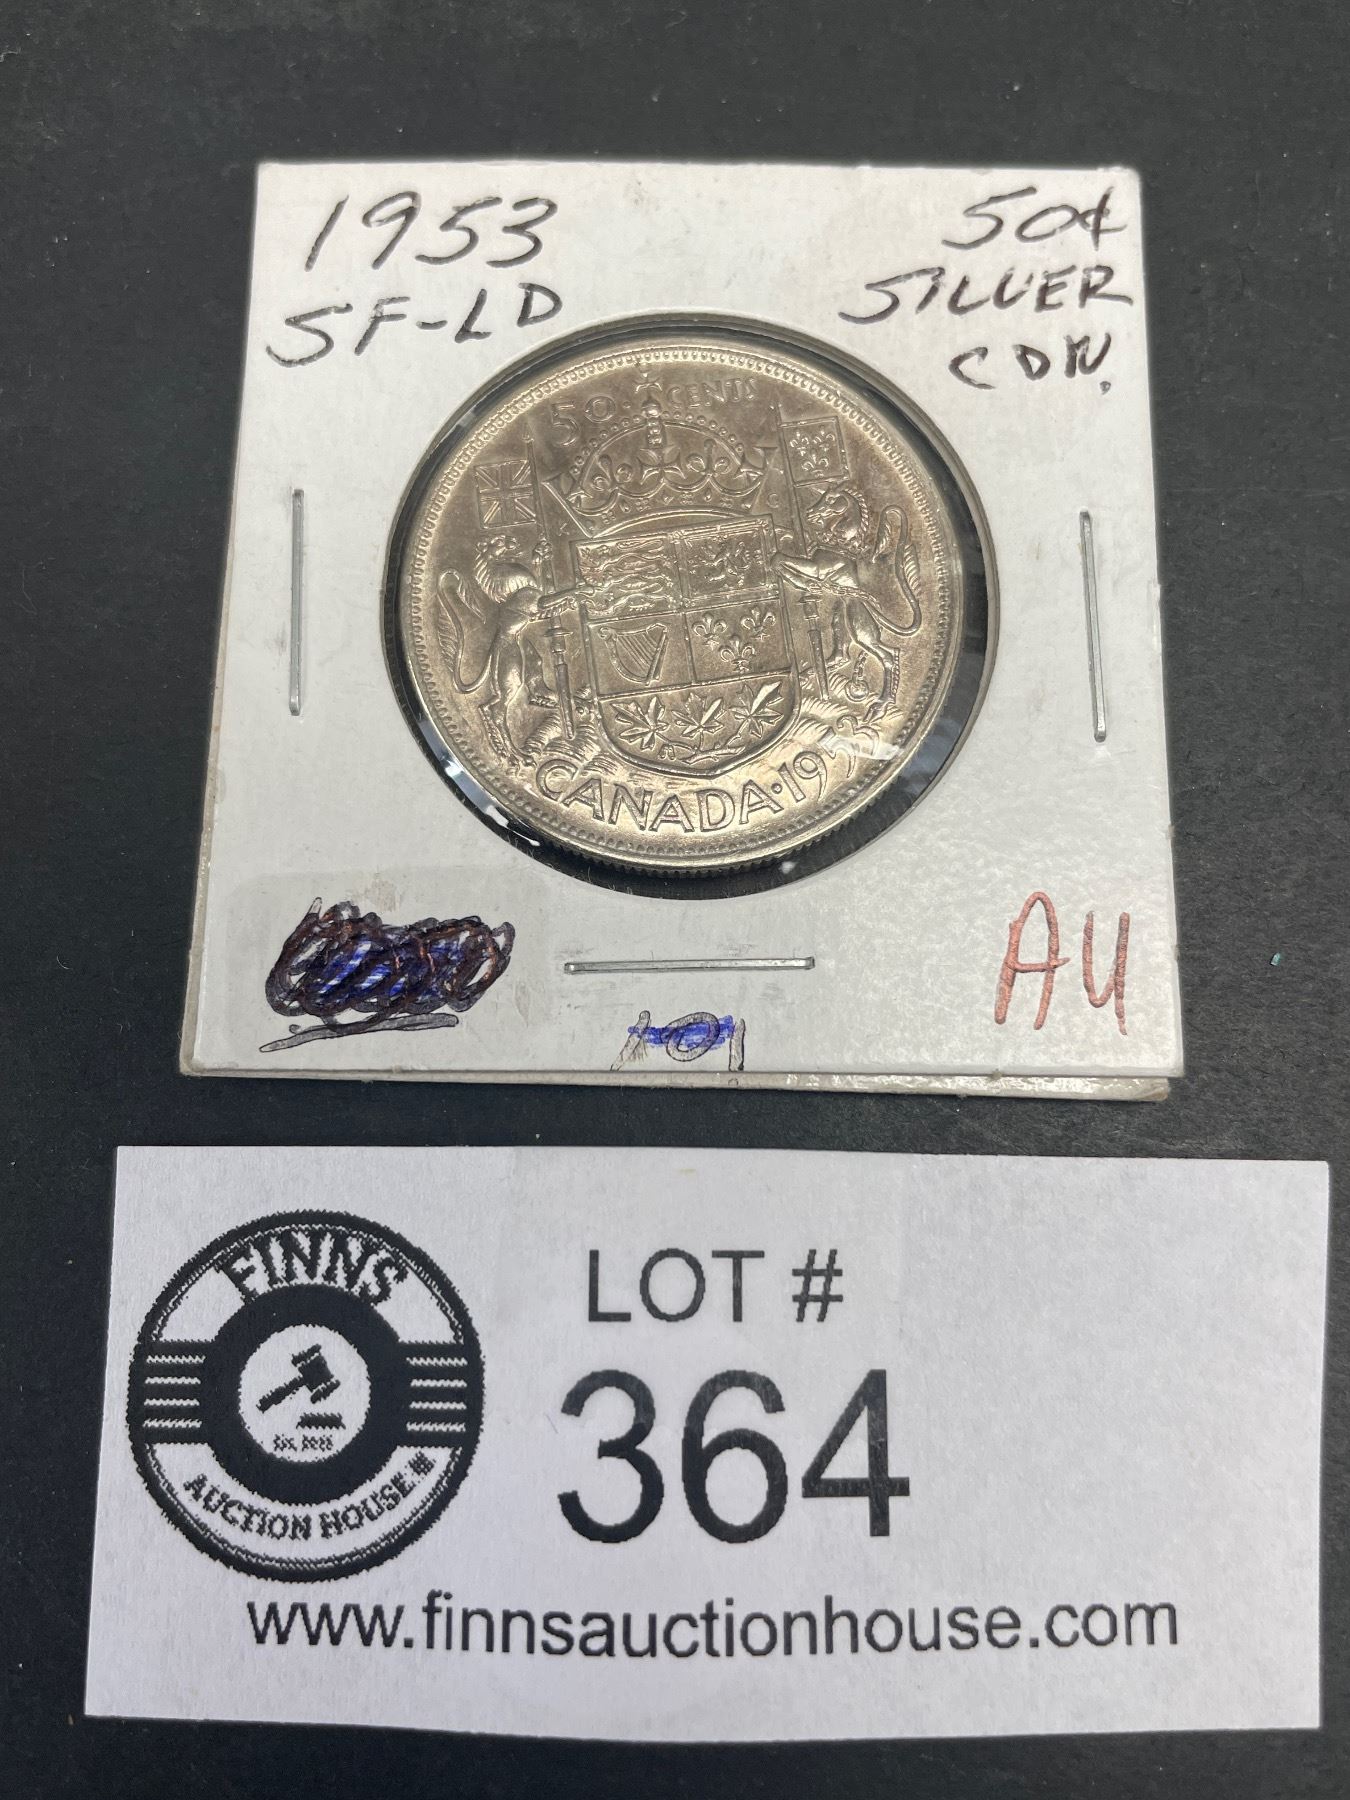 1953
SF-LD
50¢
SILVER
CDN.
50 CENTS
CANADA·1953
AU
FINNS
AUCTION HOUSE
LOT #
364
www.finnsauctionhouse.com